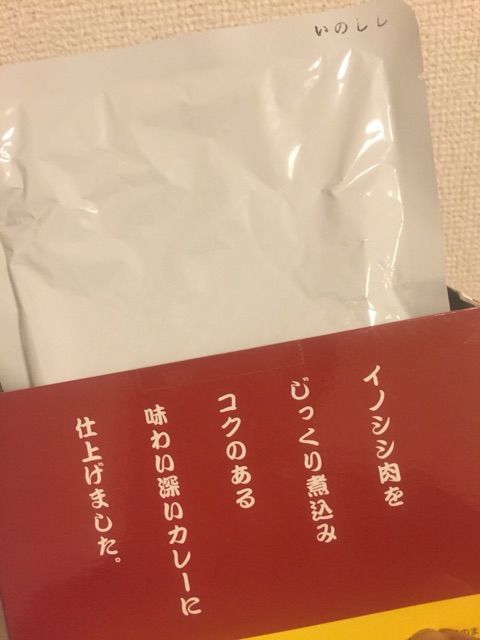 いのしし
イノシシ肉を
じっくり煮込み
コクのある
味わい深いカレーに
仕上げました。